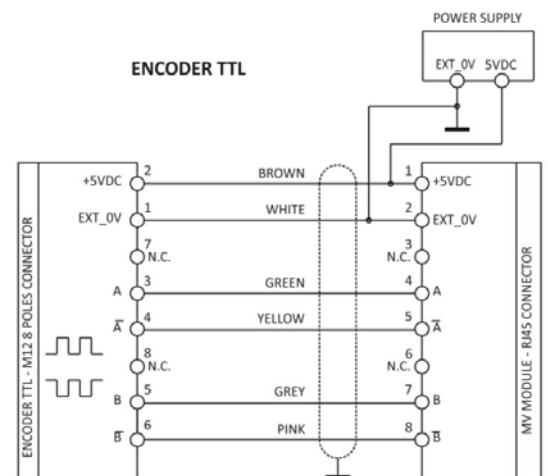 POWER SUPPLY
EXT_0V 5VDC
ENCODER TTL
ENCODER TTL - M12 8 POLES CONNECTOR
+5VDC 2 BROWN 1 +5VDC
EXT_0V 1 WHITE 2 EXT_0V
7 N.C. 3 N.C.
A 3 GREEN 4 A
A̅ 4 YELLOW 5 A̅
8 N.C. 6 N.C.
B 5 GREY 7 B
B̅ 6 PINK 8 B̅
MV MODULE - RJ45 CONNECTOR